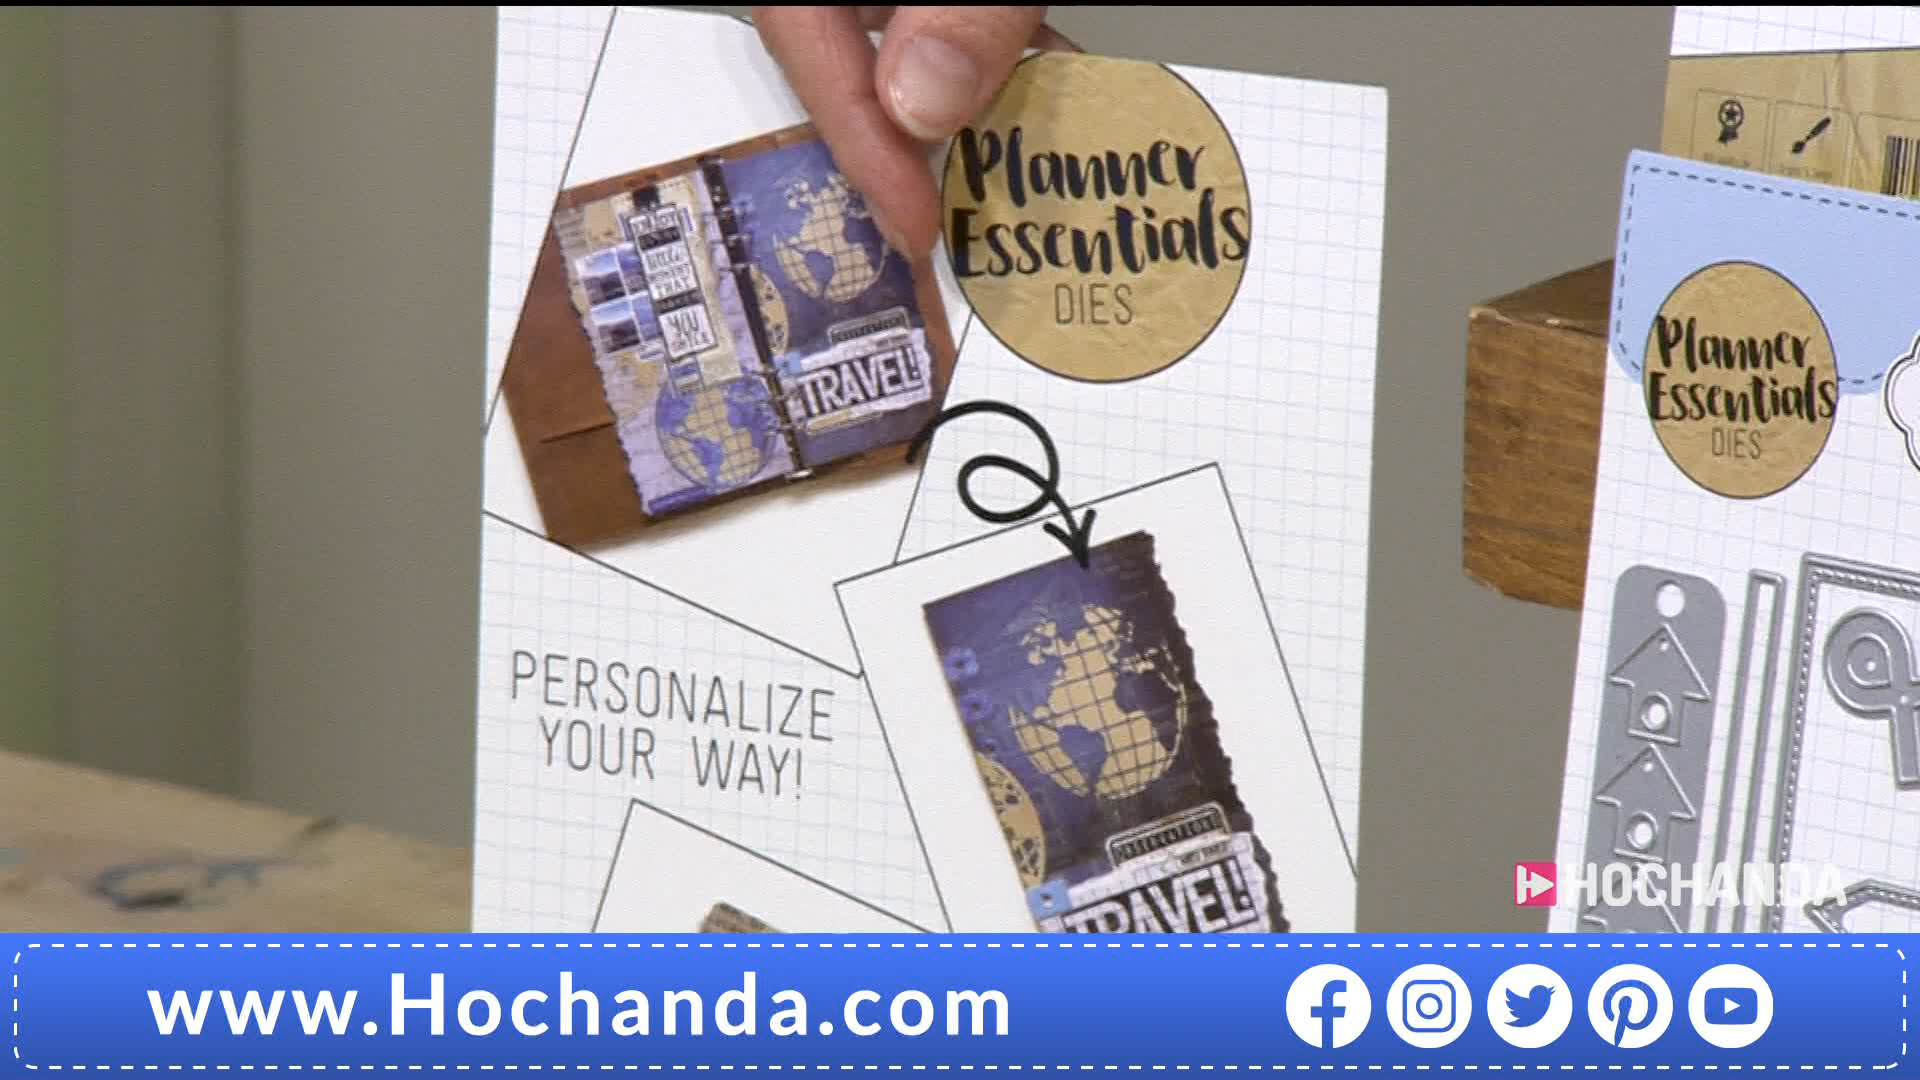 Planner
Essentials
DIES
TRAVEL!
PERSONALIZE
YOUR WAY!
TRAVEL!
Planner
Essentials
DIES
HOCHANDA
www.Hochanda.com